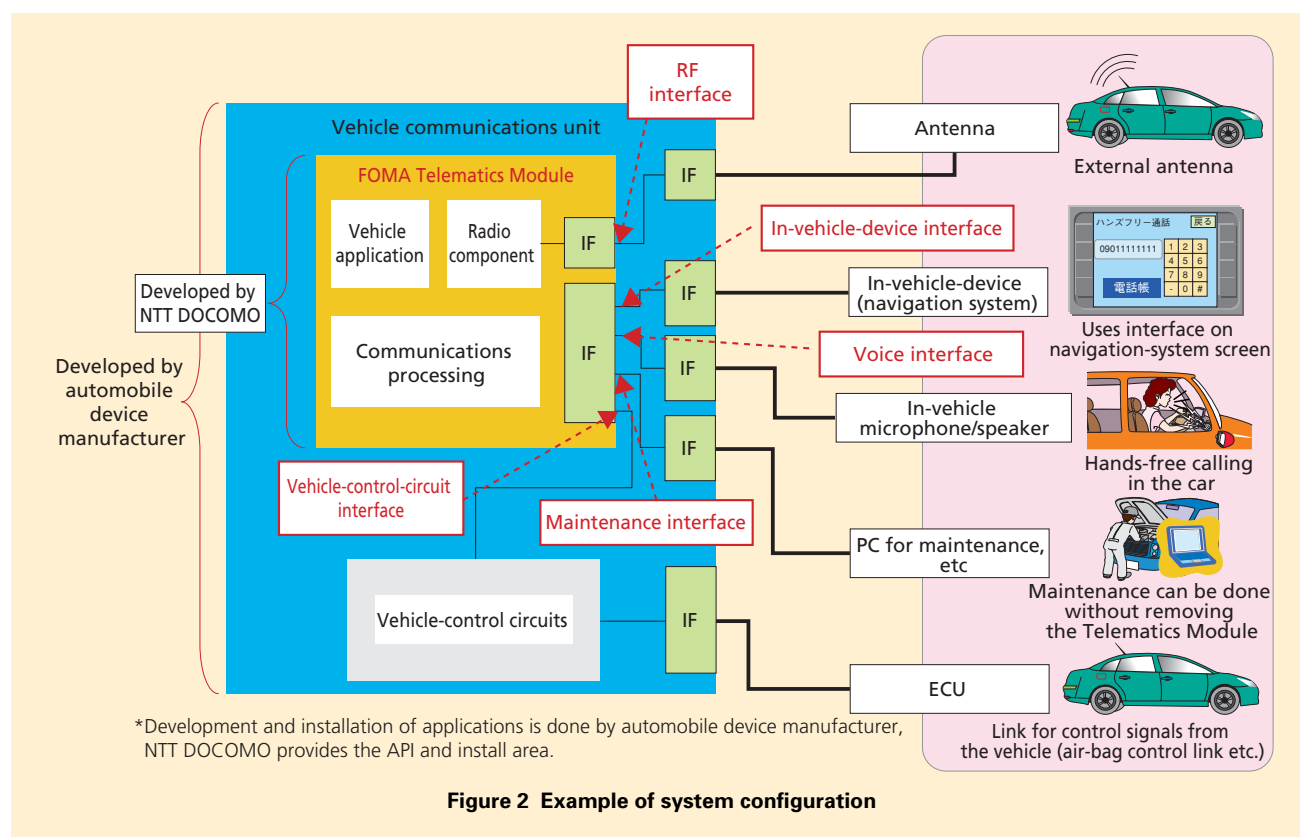 RF
interface
Vehicle communications unit
Antenna
External antenna
FOMA Telematics Module
IF
Vehicle
application
Radio
component
IF
In-vehicle-device interface
ハンズフリー通話
戻る
09011111111
1 2 3
4 5 6
7 8 9
- 0 #
電話帳
Developed by
NTT DOCOMO
IF
In-vehicle-device
(navigation system)
Uses interface on
navigation-system screen
Communications
processing
IF
Voice interface
IF
Developed by
automobile
device
manufacturer
In-vehicle
microphone/speaker
Hands-free calling
in the car
IF
Vehicle-control-circuit
interface
Maintenance interface
PC for maintenance,
etc
Maintenance can be done
without removing
the Telematics Module
Vehicle-control circuits
IF
ECU
Link for control signals from
the vehicle (air-bag control link etc.)
*Development and installation of applications is done by automobile device manufacturer,
NTT DOCOMO provides the API and install area.
Figure 2 Example of system configuration